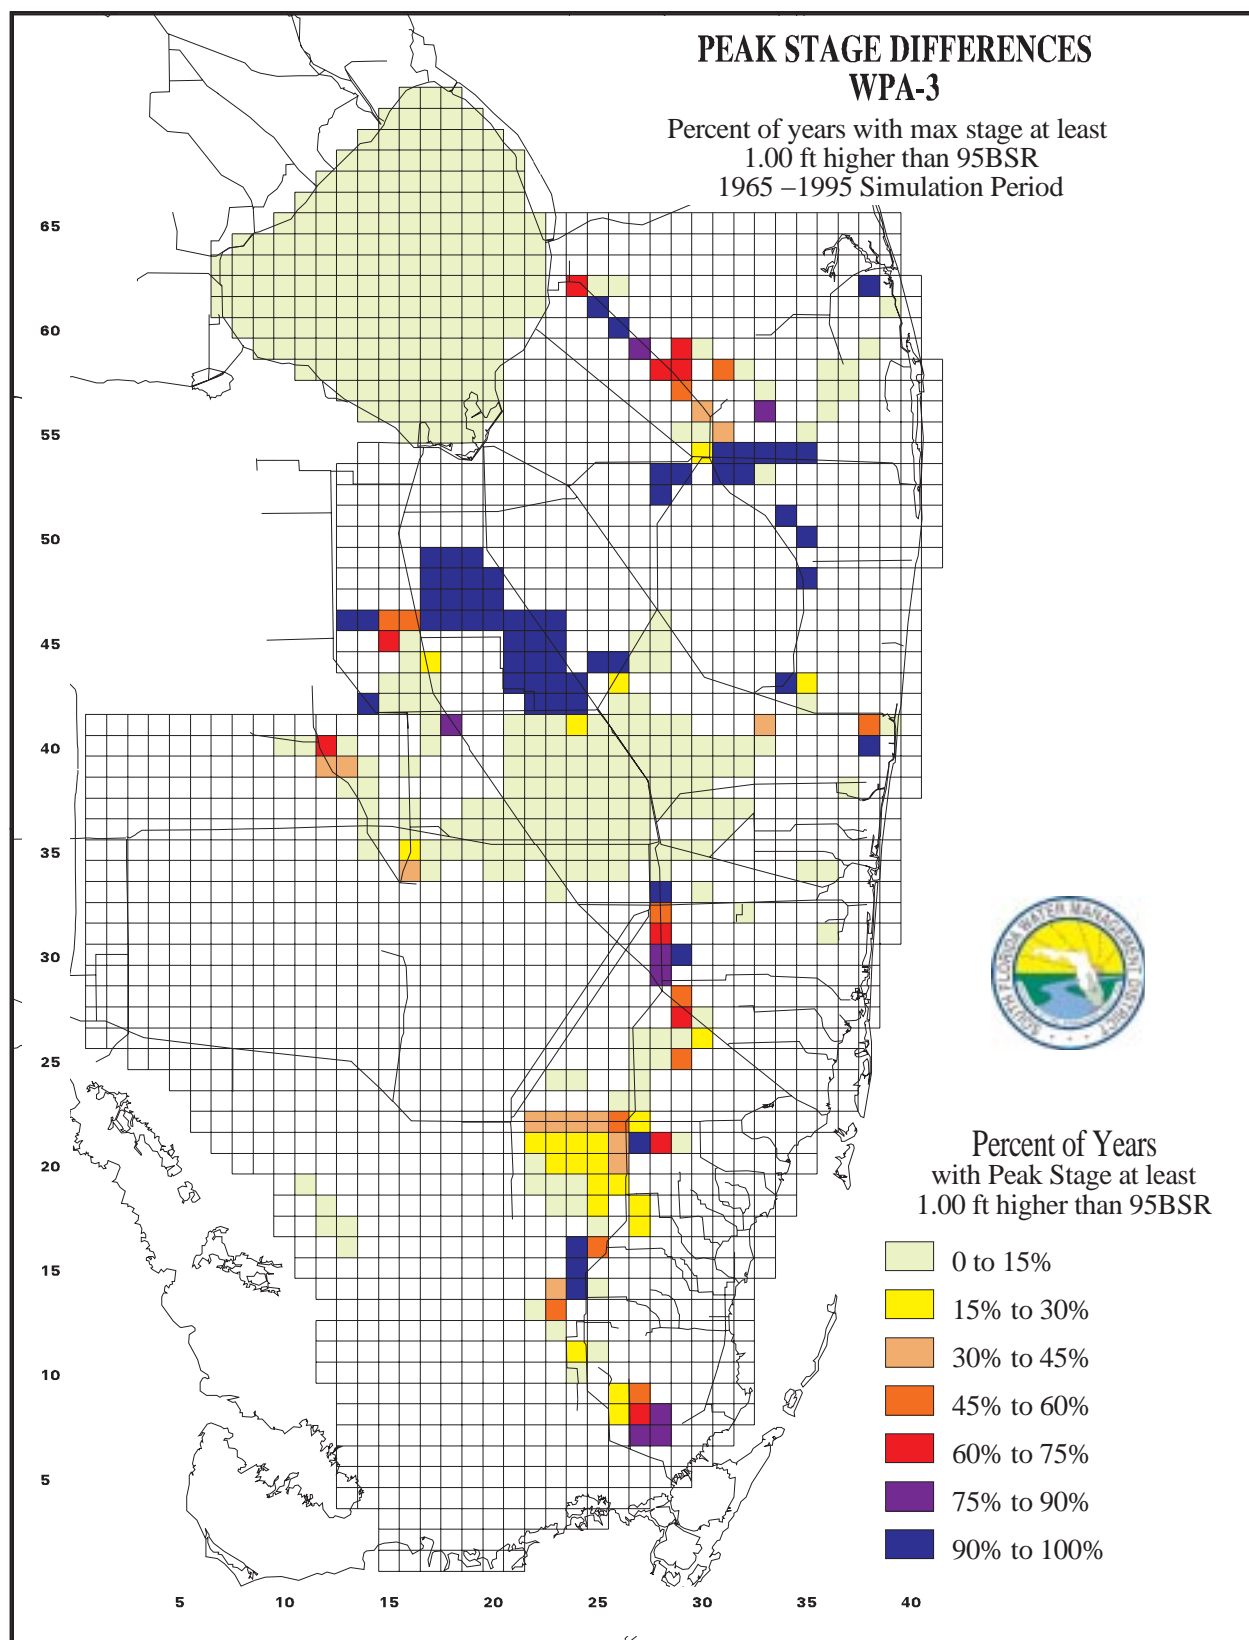 PEAK STAGE DIFFERENCES
WPA-3
Percent of years with max stage at least
1.00 ft higher than 95BSR
1965 –1995 Simulation Period
65
60
55
50
45
40
35
30
25
20
15
10
5
SOUTH FLORIDA WATER MANAGEMENT DISTRICT
Percent of Years
with Peak Stage at least
1.00 ft higher than 95BSR
0 to 15%
15% to 30%
30% to 45%
45% to 60%
60% to 75%
75% to 90%
90% to 100%
5 10 15 20 25 30 35 40